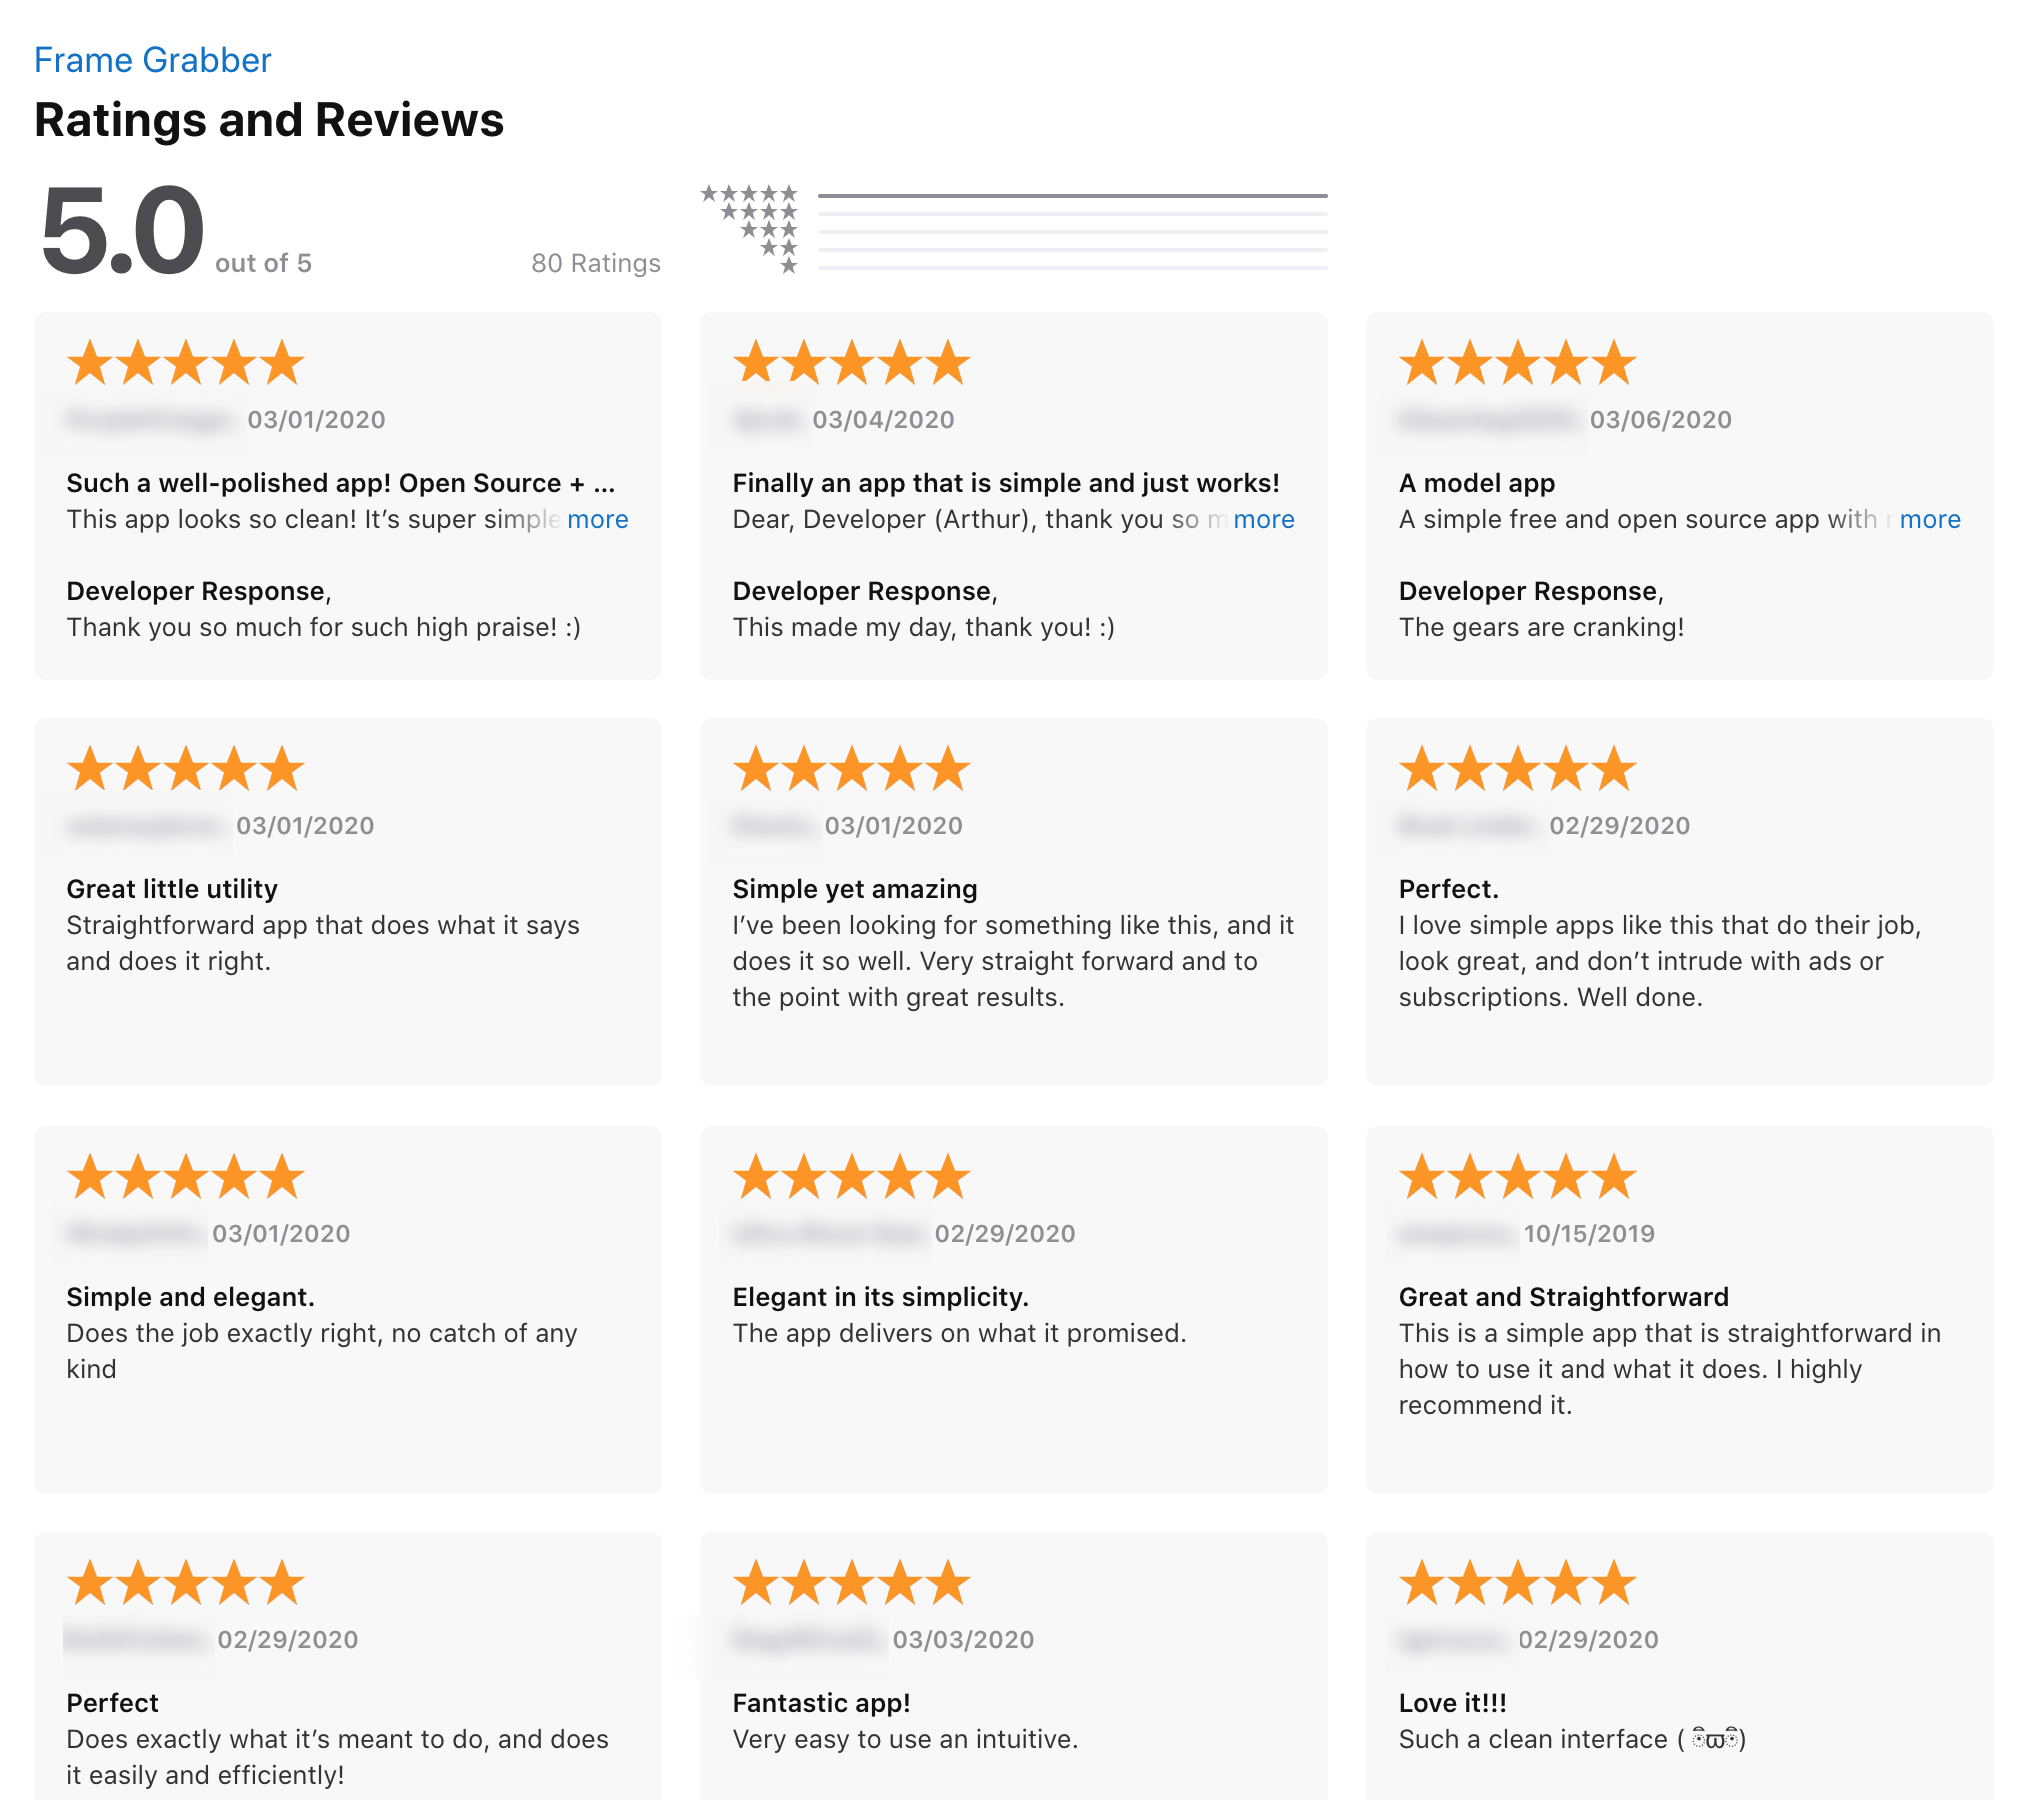 Frame Grabber
Ratings and Reviews
5.0 out of 5
80 Ratings
03/01/2020
Such a well-polished app! Open Source + ...
This app looks so clean! It’s super simple more
Developer Response,
Thank you so much for such high praise! :)
03/04/2020
Finally an app that is simple and just works!
Dear, Developer (Arthur), thank you so m more
Developer Response,
This made my day, thank you! :)
03/06/2020
A model app
A simple free and open source app with more
Developer Response,
The gears are cranking!
03/01/2020
Great little utility
Straightforward app that does what it says
and does it right.
03/01/2020
Simple yet amazing
I’ve been looking for something like this, and it
does it so well. Very straight forward and to
the point with great results.
02/29/2020
Perfect.
I love simple apps like this that do their job,
look great, and don’t intrude with ads or
subscriptions. Well done.
03/01/2020
Simple and elegant.
Does the job exactly right, no catch of any
kind
02/29/2020
Elegant in its simplicity.
The app delivers on what it promised.
10/15/2019
Great and Straightforward
This is a simple app that is straightforward in
how to use it and what it does. I highly
recommend it.
02/29/2020
Perfect
Does exactly what it’s meant to do, and does
it easily and efficiently!
03/03/2020
Fantastic app!
Very easy to use an intuitive.
02/29/2020
Love it!!!
Such a clean interface